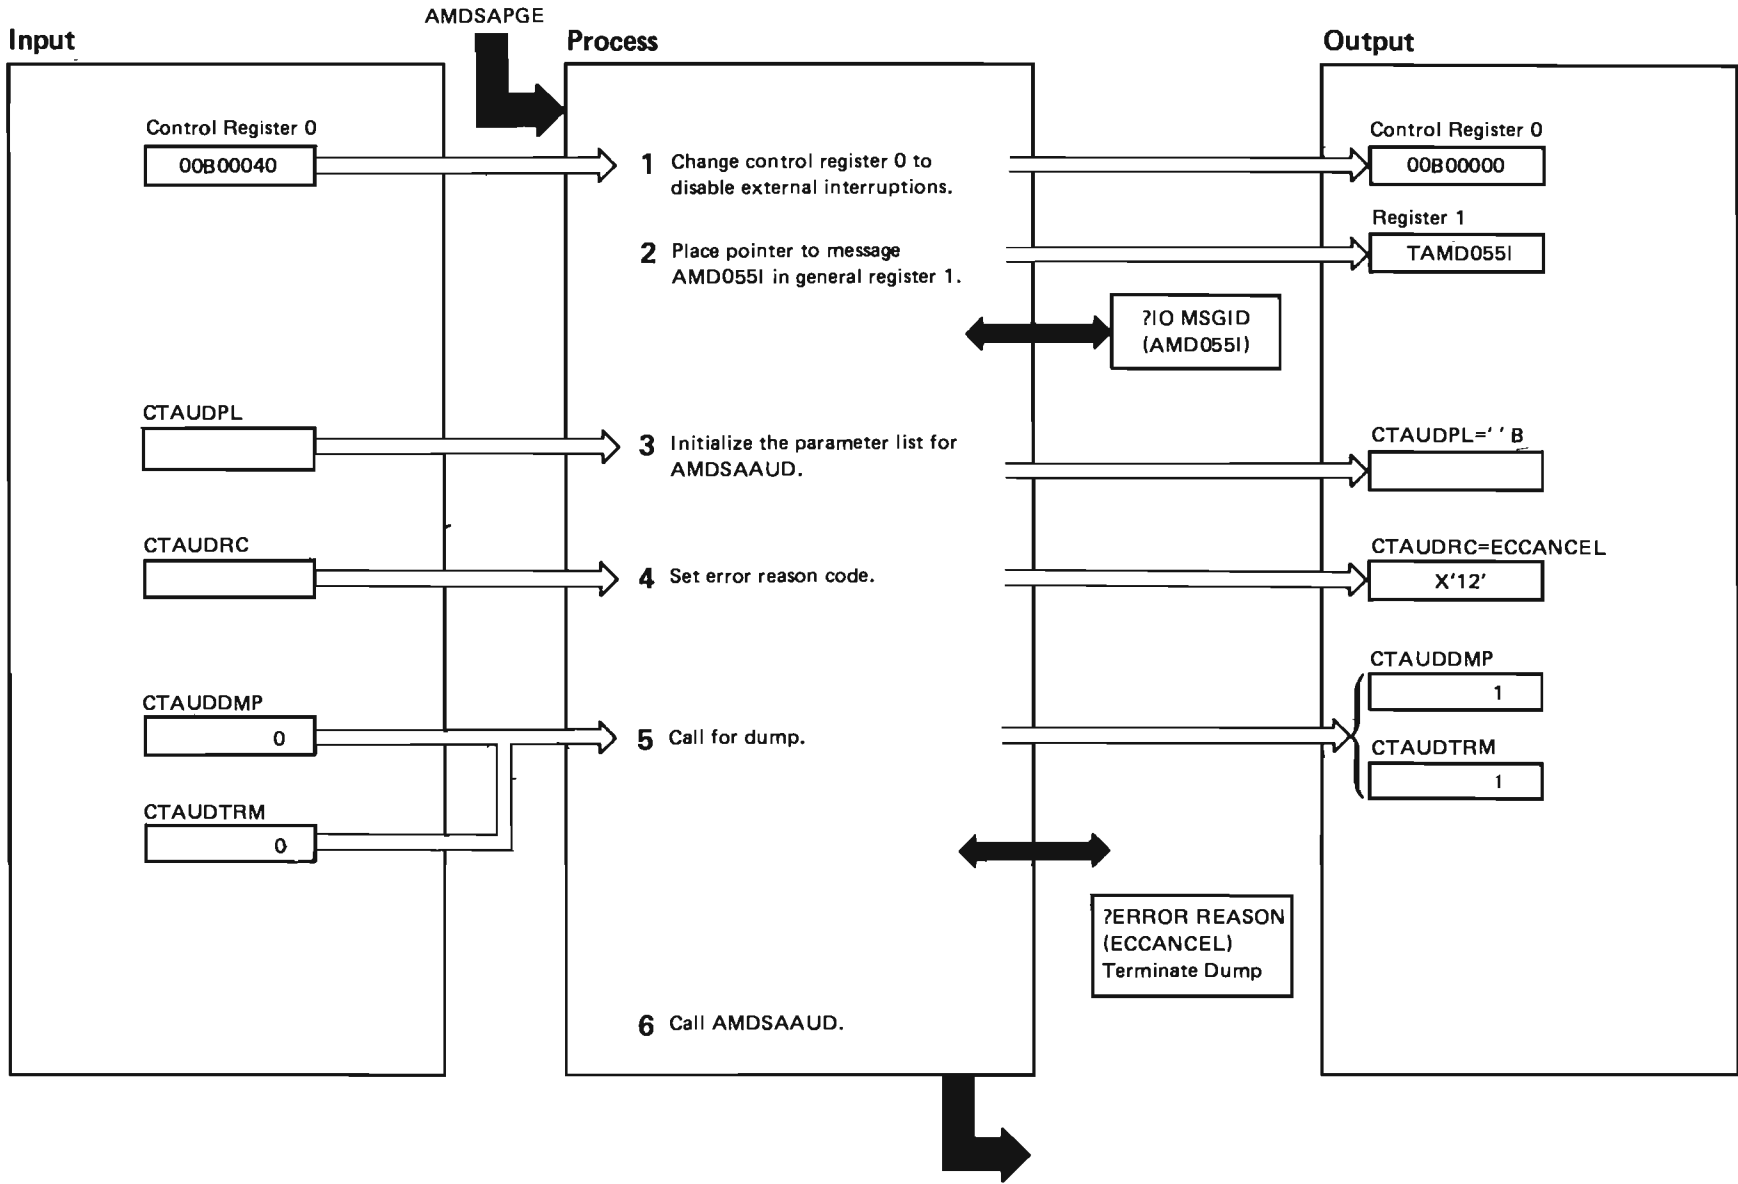 AMDSAPGE
Input
Process
Output
Control Register 0
00B00040
1 Change control register 0 to
disable external interruptions.
Control Register 0
00B00000
2 Place pointer to message
AMD055I in general register 1.
Register 1
TAMD055I
?IO MSGID
(AMD055I)
CTAUDPL
3 Initialize the parameter list for
AMDSAAUD.
CTAUDPL=' ' B
CTAUDRC
4 Set error reason code.
CTAUDRC=ECCANCEL
X'12'
CTAUDDMP
0
5 Call for dump.
CTAUDDMP
1
CTAUDTRM
1
CTAUDTRM
0
?ERROR REASON
(ECCANCEL)
Terminate Dump
6 Call AMDSAAUD.